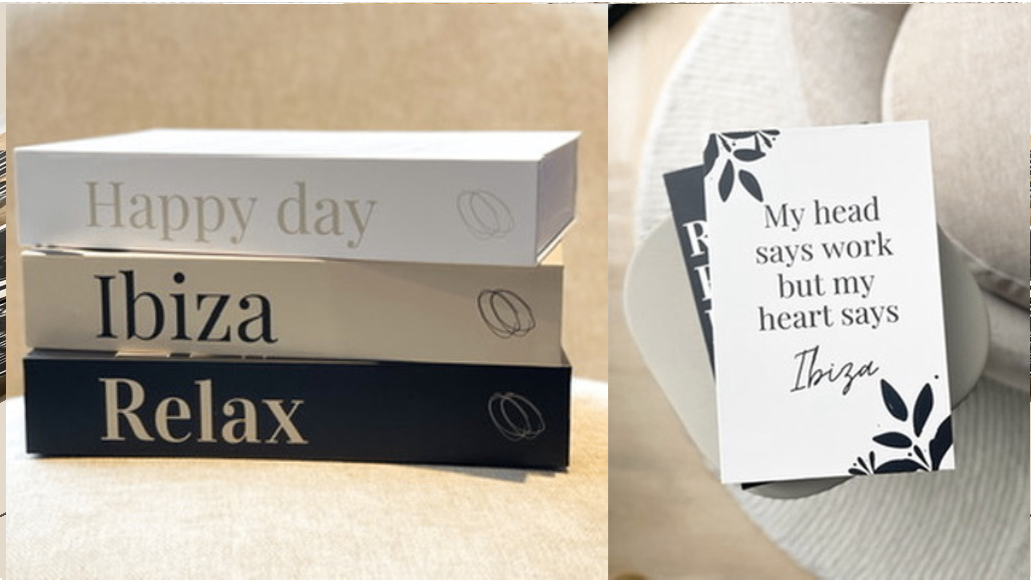 Happy day
Ibiza
Relax
My head
says work
but my
heart says
Ibiza
R